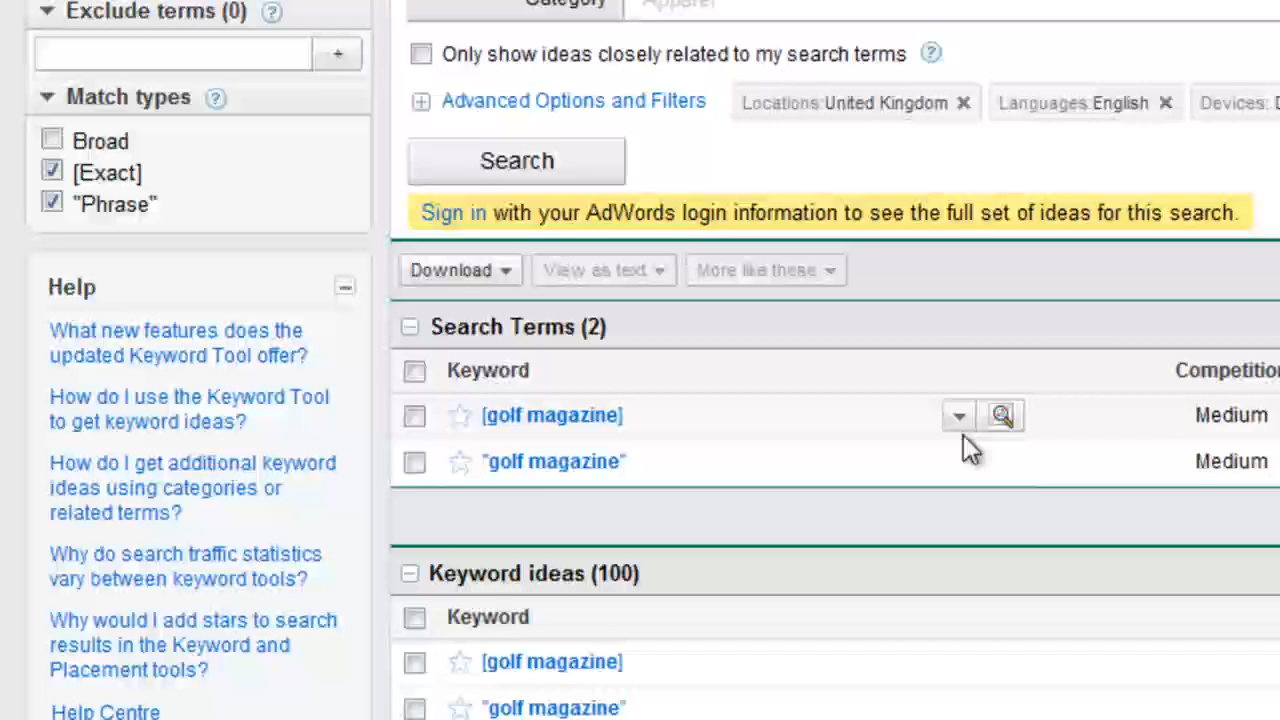 Exclude terms (0)
+
Match types
Broad
[Exact]
"Phrase"
Help
What new features does the
updated Keyword Tool offer?
How do I use the Keyword Tool
to get keyword ideas?
How do I get additional keyword
ideas using categories or
related terms?
Why do search traffic statistics
vary between keyword tools?
Why would I add stars to search
results in the Keyword and
Placement tools?
Help Centre
Category
Apparel
Only show ideas closely related to my search terms
Advanced Options and Filters Locations: United Kingdom × Languages: English × Devices:
Search
Sign in with your AdWords login information to see the full set of ideas for this search.
Download View as text More like these
Search Terms (2)
Keyword Competition
[golf magazine] Medium
"golf magazine" Medium
Keyword ideas (100)
Keyword
[golf magazine]
"golf magazine"